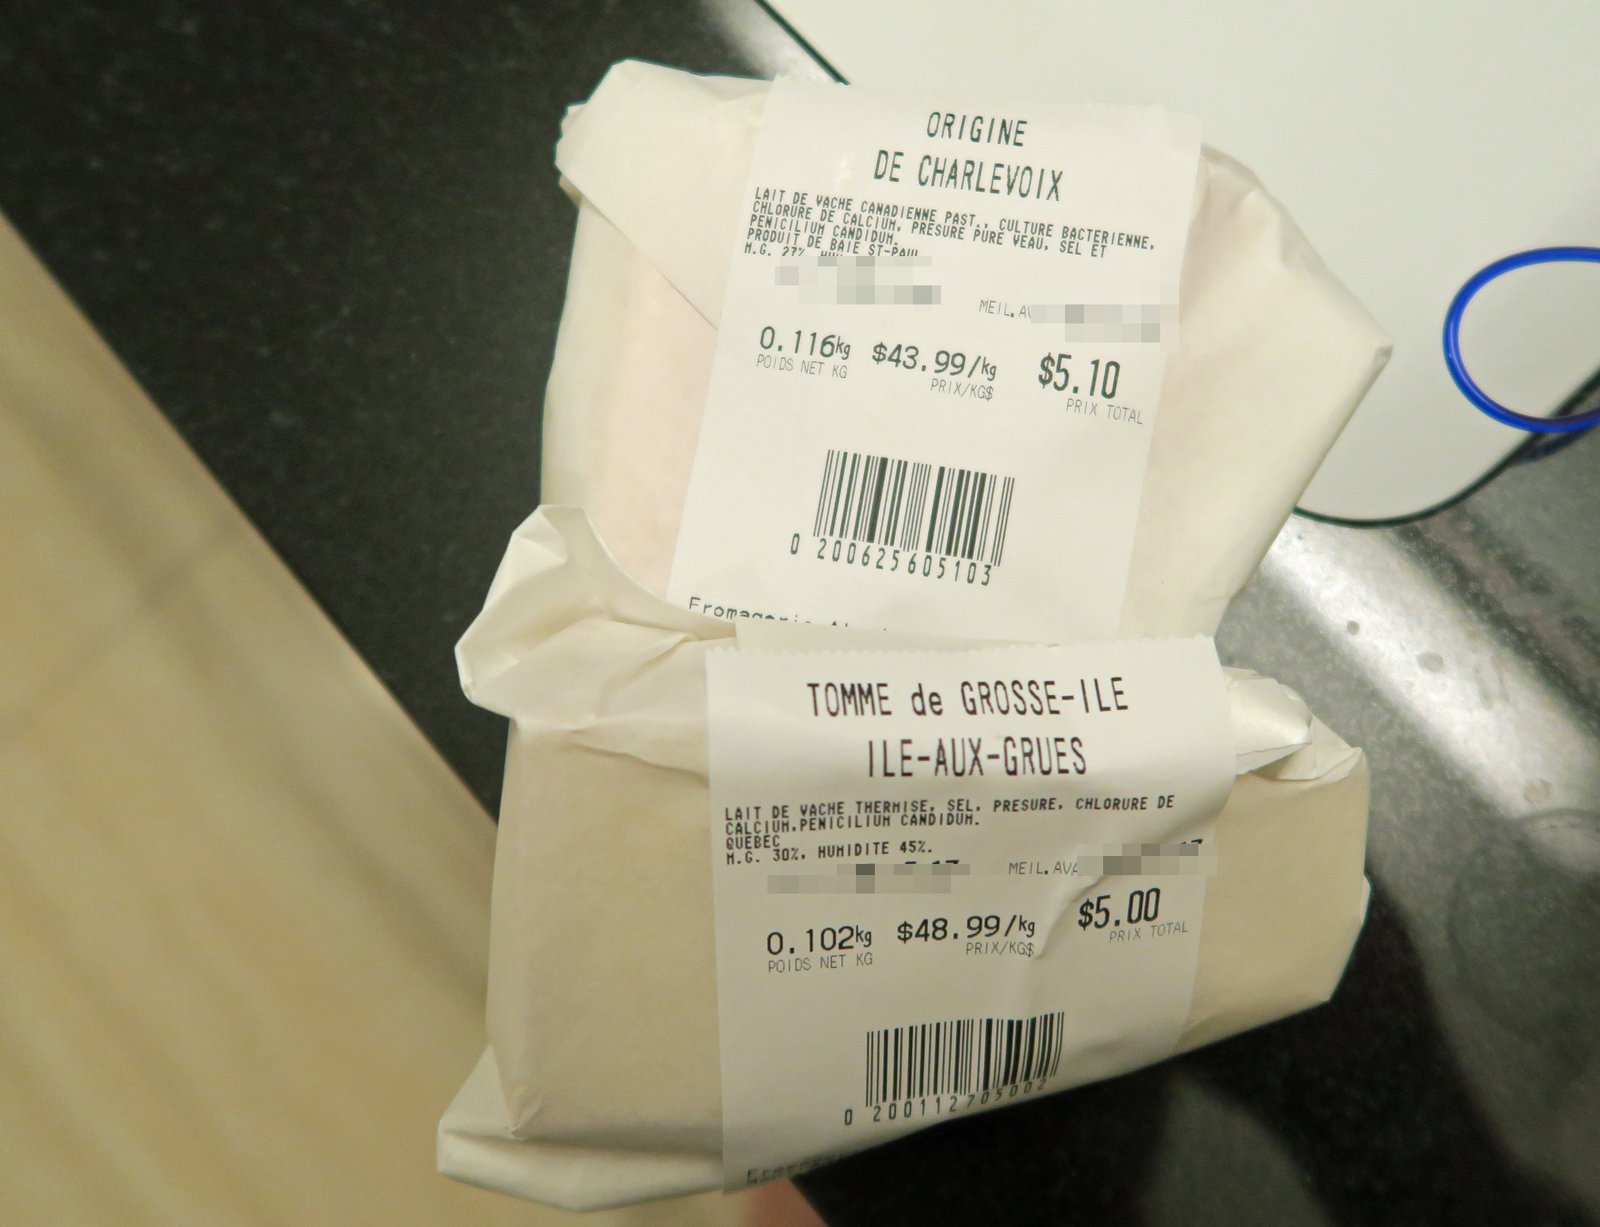 ORIGINE
DE CHARLEVOIX
LAIT DE VACHE CANADIENNE PAST., CULTURE BACTERIENNE,
CHLORURE DE CALCIUM, PRESURE PURE VEAU, SEL ET
PENICILIUM CANDIDUM.
PRODUIT DE BAIE ST-PAUL
M.G. 27%
MEIL.
0.116kg $43.99/kg $5.10
POIDS NET KG PRIX/KG$ PRIX TOTAL
0 200625605103
Fromagerie
TOMME de GROSSE-ILE
ILE-AUX-GRUES
LAIT DE VACHE THERMISE, SEL, PRESURE, CHLORURE DE
CALCIUM,PENICILIUM CANDIDUM.
QUEBEC
M.G. 30%, HUMIDITE 45%.
MEIL.
0.102kg $48.99/kg $5.00
POIDS NET KG PRIX/KG$ PRIX TOTAL
0 200112705002